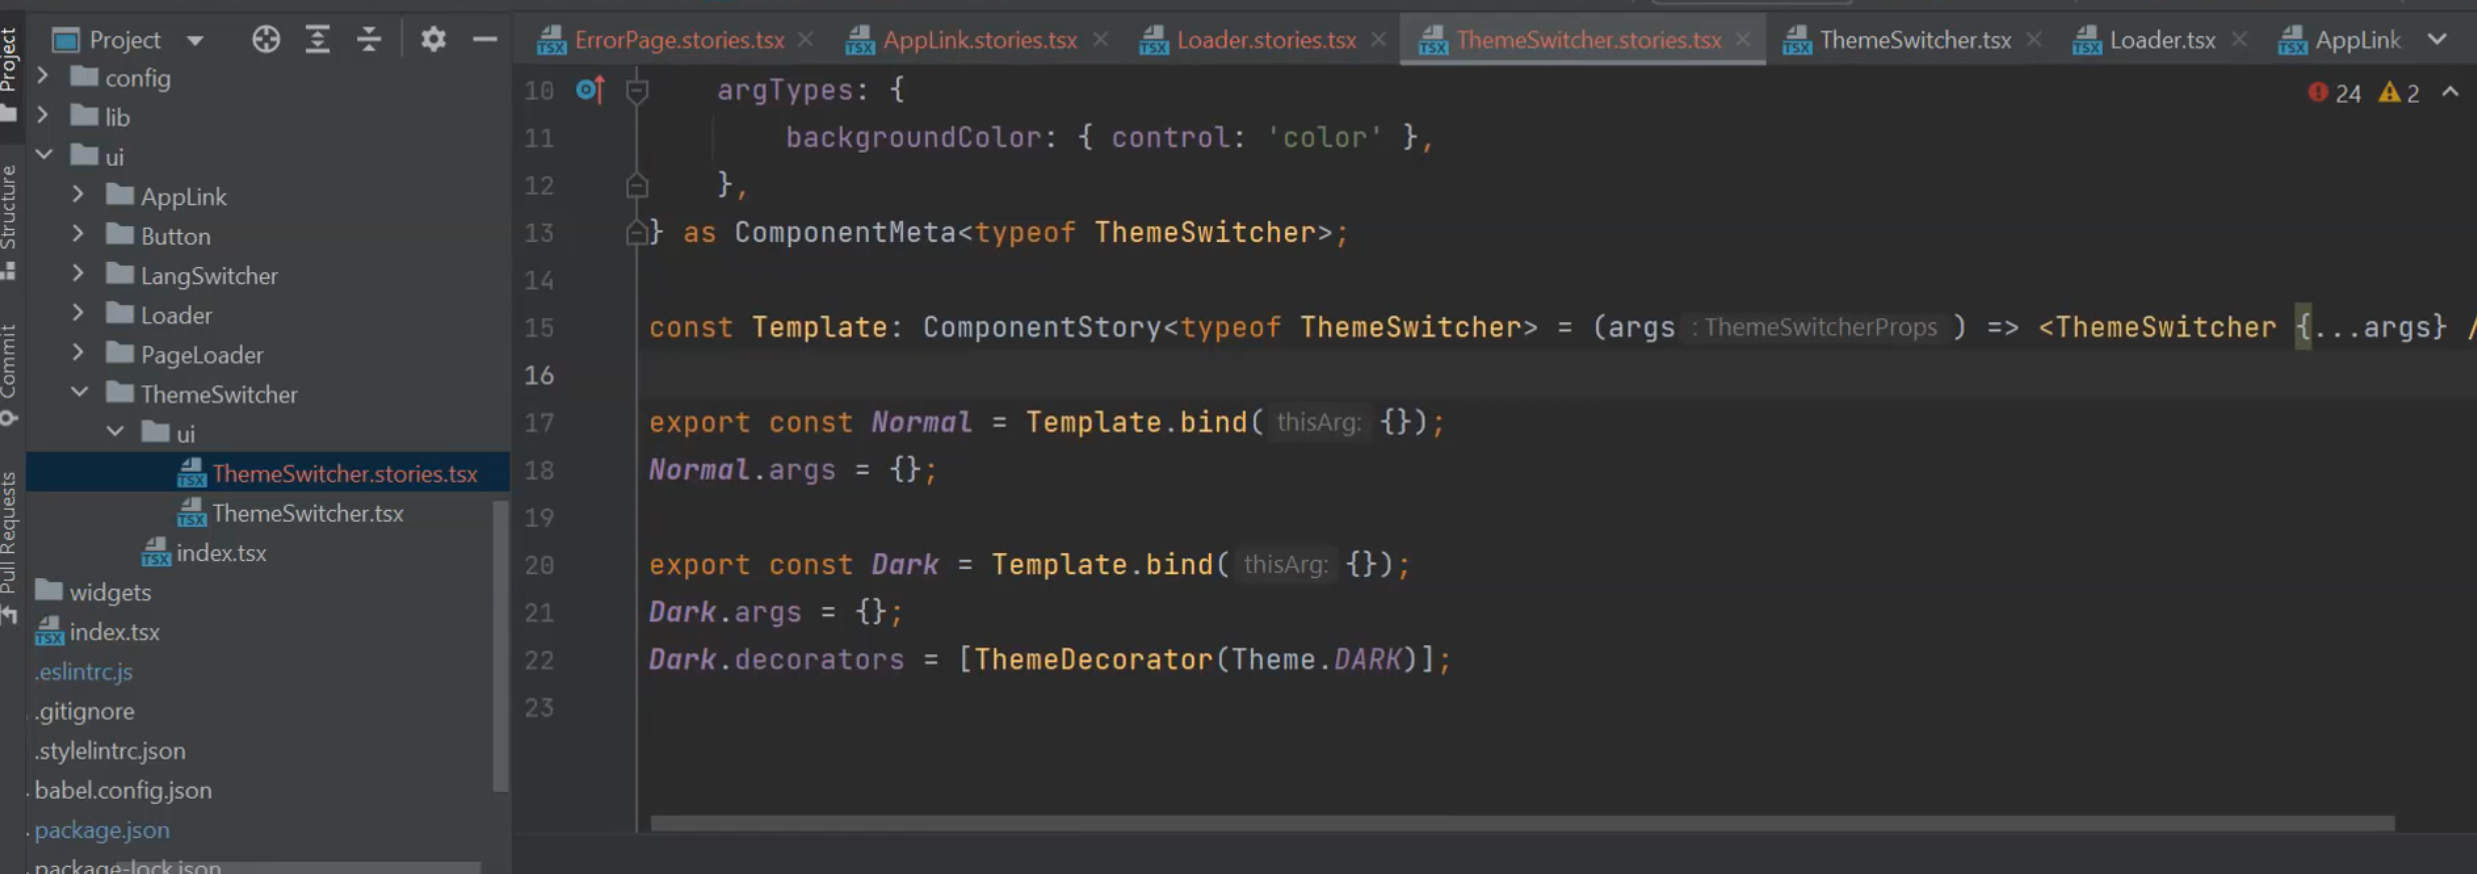 Project
ErrorPage.stories.tsx
AppLink.stories.tsx
Loader.stories.tsx
ThemeSwitcher.stories.tsx
ThemeSwitcher.tsx
Loader.tsx
AppLink
Project
Structure
Commit
Pull Requests
config
lib
ui
AppLink
Button
LangSwitcher
Loader
PageLoader
ThemeSwitcher
ui
TSX ThemeSwitcher.stories.tsx
TSX ThemeSwitcher.tsx
TSX index.tsx
widgets
TSX index.tsx
.eslintrc.js
.gitignore
.stylelintrc.json
babel.config.json
package.json
package-lock.json
24 2
10 argTypes: {
11 backgroundColor: { control: 'color' },
12 },
13 } as ComponentMeta<typeof ThemeSwitcher>;
14
15 const Template: ComponentStory<typeof ThemeSwitcher> = (args : ThemeSwitcherProps ) => <ThemeSwitcher {...args} /
16
17 export const Normal = Template.bind( thisArg: {});
18 Normal.args = {};
19
20 export const Dark = Template.bind( thisArg: {});
21 Dark.args = {};
22 Dark.decorators = [ThemeDecorator(Theme.DARK)];
23